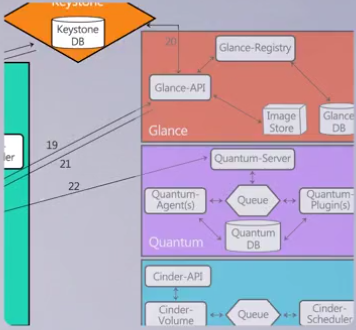 Keystone
Keystone
DB
20
Glance-Registry
Glance-API
Image
Store
Glance
DB
Glance
19
21
22
Quantum-Server
Quantum-
Agent(s)
Queue
Quantum-
Plugin(s)
Quantum
DB
Quantum
Cinder-API
Cinder-
Volume
Queue
Cinder-
Scheduler